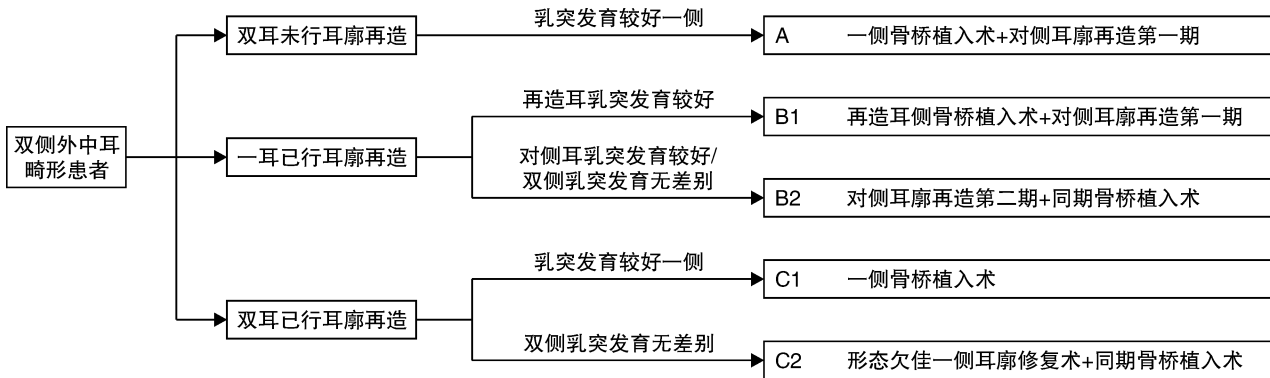 双侧外中耳
畸形患者
双耳未行耳廓再造
乳突发育较好一侧
A 一侧骨桥植入术+对侧耳廓再造第一期
一耳已行耳廓再造
再造耳乳突发育较好
B1 再造耳侧骨桥植入术+对侧耳廓再造第一期
对侧耳乳突发育较好/
双侧乳突发育无差别
B2 对侧耳廓再造第二期+同期骨桥植入术
双耳已行耳廓再造
乳突发育较好一侧
C1 一侧骨桥植入术
双侧乳突发育无差别
C2 形态欠佳一侧耳廓修复术+同期骨桥植入术